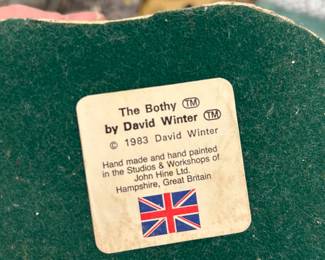 The Bothy ™
by David Winter ™
© 1983 David Winter
Hand made and hand painted
in the Studios & Workshops of
John Hine Ltd.
Hampshire, Great Britain